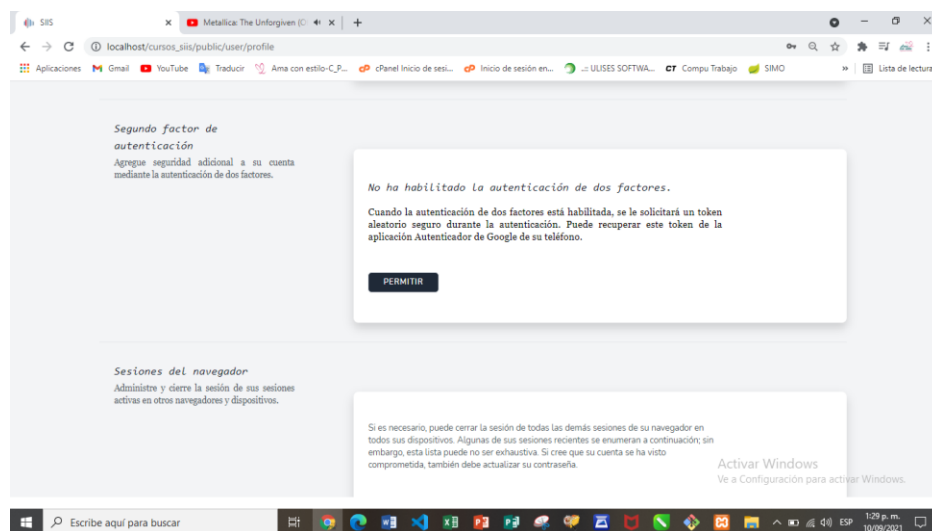 SIIS
Metallica: The Unforgiven (
localhost/cursos_siis/public/user/profile
Aplicaciones
Gmail
YouTube
Traducir
Ama con estilo-C_P...
cPanel Inicio de sesi...
Inicio de sesión en...
..:: ULISES SOFTWA...
CT Compu Trabajo
SIMO
»
Lista de lectura
Segundo factor de
autenticación
Agregue seguridad adicional a su cuenta
mediante la autenticación de dos factores.
No ha habilitado la autenticación de dos factores.
Cuando la autenticación de dos factores está habilitada, se le solicitará un token
aleatorio seguro durante la autenticación. Puede recuperar este token de la
aplicación Autenticador de Google de su teléfono.
PERMITIR
Sesiones del navegador
Administre y cierre la sesión de sus sesiones
activas en otros navegadores y dispositivos.
Si es necesario, puede cerrar la sesión de todas las demás sesiones de su navegador en
todos sus dispositivos. Algunas de sus sesiones recientes se enumeran a continuación; sin
embargo, esta lista puede no ser exhaustiva. Si cree que su cuenta se ha visto
comprometida, también debe actualizar su contraseña.
Activar Windows
Ve a Configuración para activar Windows.
Escribe aquí para buscar
ESP
1:29 p. m.
10/09/2021